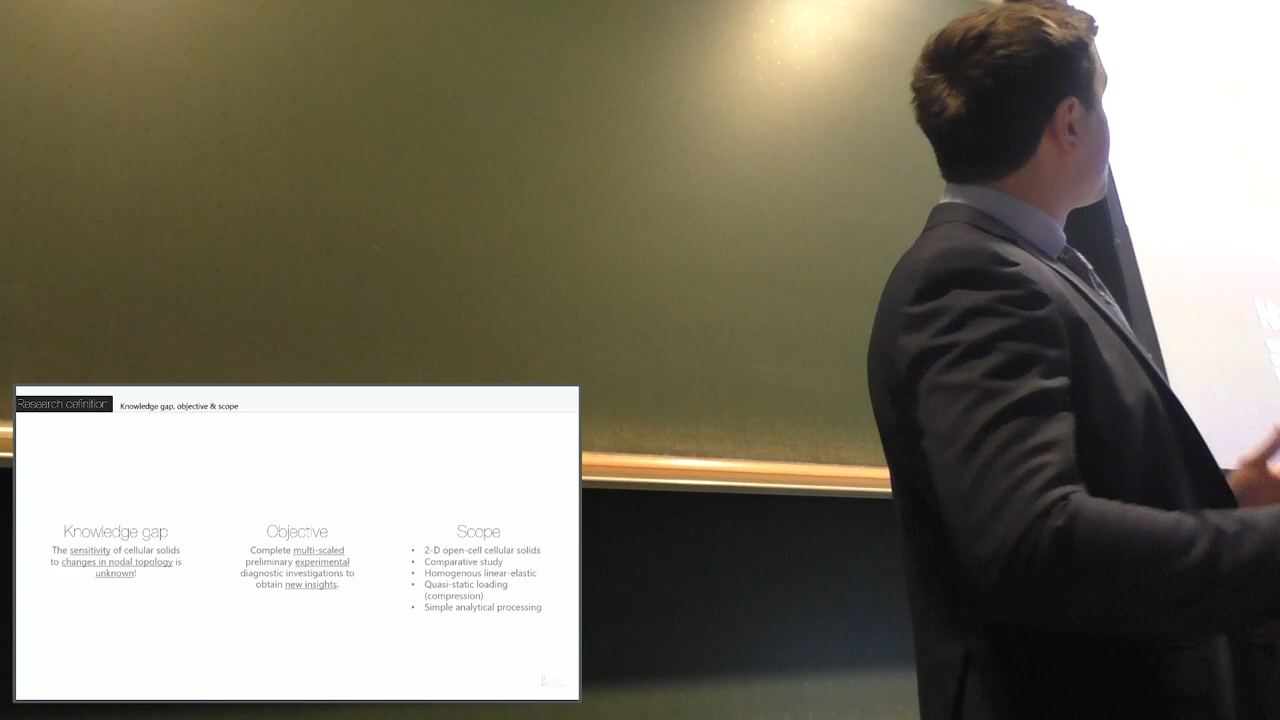 Research definition
Knowledge gap, objective & scope
Knowledge gap
The sensitivity of cellular solids
to changes in nodal topology is
unknown!
Objective
Complete multi-scaled
preliminary experimental
diagnostic investigations to
obtain new insights.
Scope
• 2-D open-cell cellular solids
• Comparative study
• Homogenous linear-elastic
• Quasi-static loading
(compression)
• Simple analytical processing